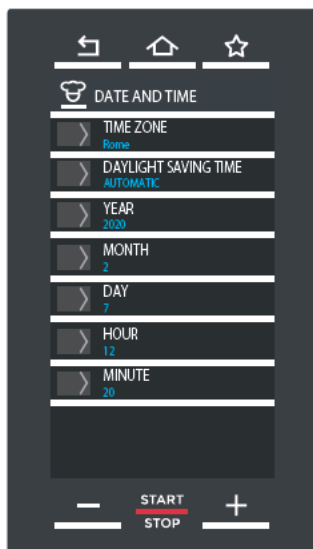 DATE AND TIME
TIME ZONE
Rome
DAYLIGHT SAVING TIME
AUTOMATIC
YEAR
2020
MONTH
2
DAY
7
HOUR
12
MINUTE
20
START
STOP